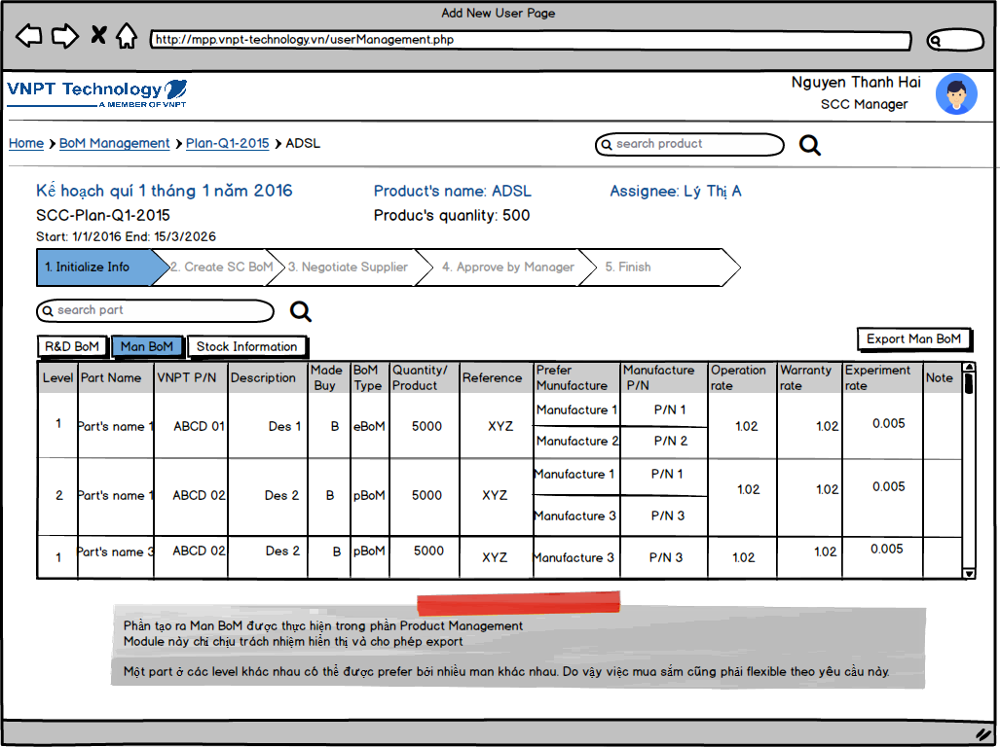 Add New User Page
http://mpp.vnpt-technology.vn/userManagement.php
VNPT Technology
A MEMBER OF VNPT
Nguyen Thanh Hai
SCC Manager
Home BoM Management Plan-Q1-2015 ADSL
search product
Kế hoạch quí 1 tháng 1 năm 2016 Product's name: ADSL Assignee: Lý Thị A
SCC-Plan-Q1-2015 Produc's quanlity: 500
Start: 1/1/2016 End: 15/3/2026
1. Initialize Info 2. Create SC BoM 3. Negotiate Supplier 4. Approve by Manager 5. Finish
search part
R&D BoM Man BoM Stock Information Export Man BoM
Level Part Name VNPT P/N Description Made Buy BoM Type Quantity/ Product Reference Prefer Munufacture Manufacture P/N Operation rate Warranty rate Experiment rate Note
1 Part's name 1 ABCD 01 Des 1 B eBoM 5000 XYZ Manufacture 1 P/N 1 1.02 1.02 0.005
Manufacture 2 P/N 2
2 Part's name 1 ABCD 02 Des 2 B pBoM 5000 XYZ Manufacture 1 P/N 1 1.02 1.02 0.005
Manufacture 3 P/N 3
1 Part's name 3 ABCD 02 Des 2 B pBoM 5000 XYZ Manufacture 3 P/N 3 1.02 1.02 0.005
Phần tạo ra Man BoM được thực hiện trong phần Product Management
Module này chỉ chịu trách nhiệm hiển thị và cho phép export
Một part ở các level khác nhau có thể được prefer bởi nhiều man khác nhau. Do vậy việc mua sắm cũng phải flexible theo yêu cầu này.